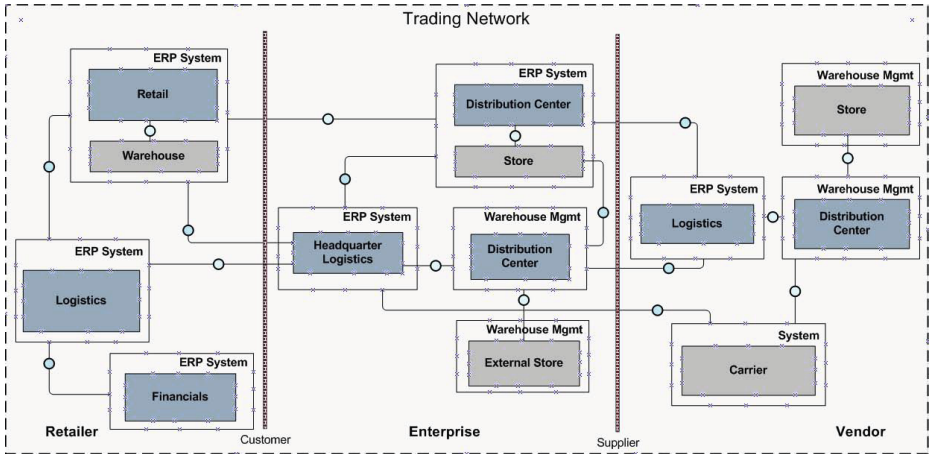 Trading Network
ERP System
Retail
Warehouse
ERP System
Logistics
ERP System
Financials
Retailer
Customer
ERP System
Distribution Center
Store
ERP System
Headquarter
Logistics
Warehouse Mgmt
Distribution
Center
Warehouse Mgmt
External Store
Enterprise
Supplier
Warehouse Mgmt
Store
ERP System
Logistics
Warehouse Mgmt
Distribution
Center
System
Carrier
Vendor